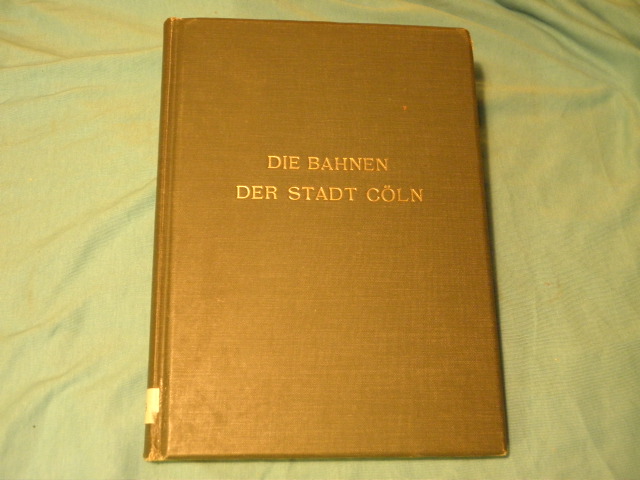 DIE BAHNEN
DER STADT CÖLN